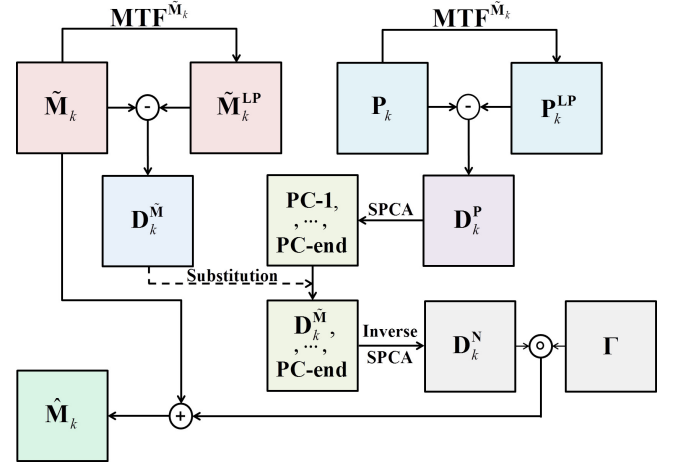 MTF^M̃_k MTF^M̃_k
M̃_k - M̃_k^LP P_k - P_k^LP
D_k^M̃ PC-1, , ···, PC-end SPCA D_k^P
Substitution
D_k^M̃, , ···, PC-end Inverse SPCA D_k^N Γ
M̂_k +